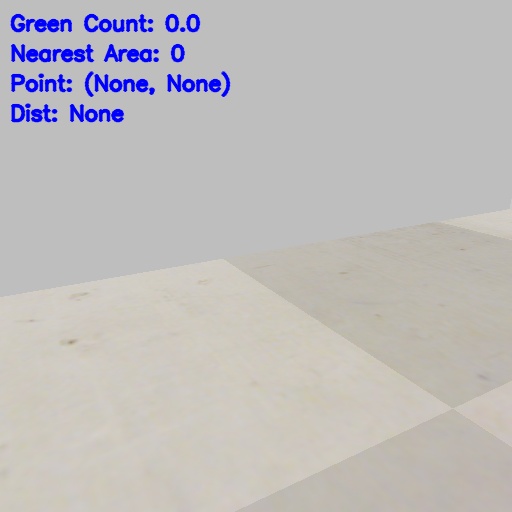 Green Count: 0.0
Nearest Area: 0
Point: (None, None)
Dist: None